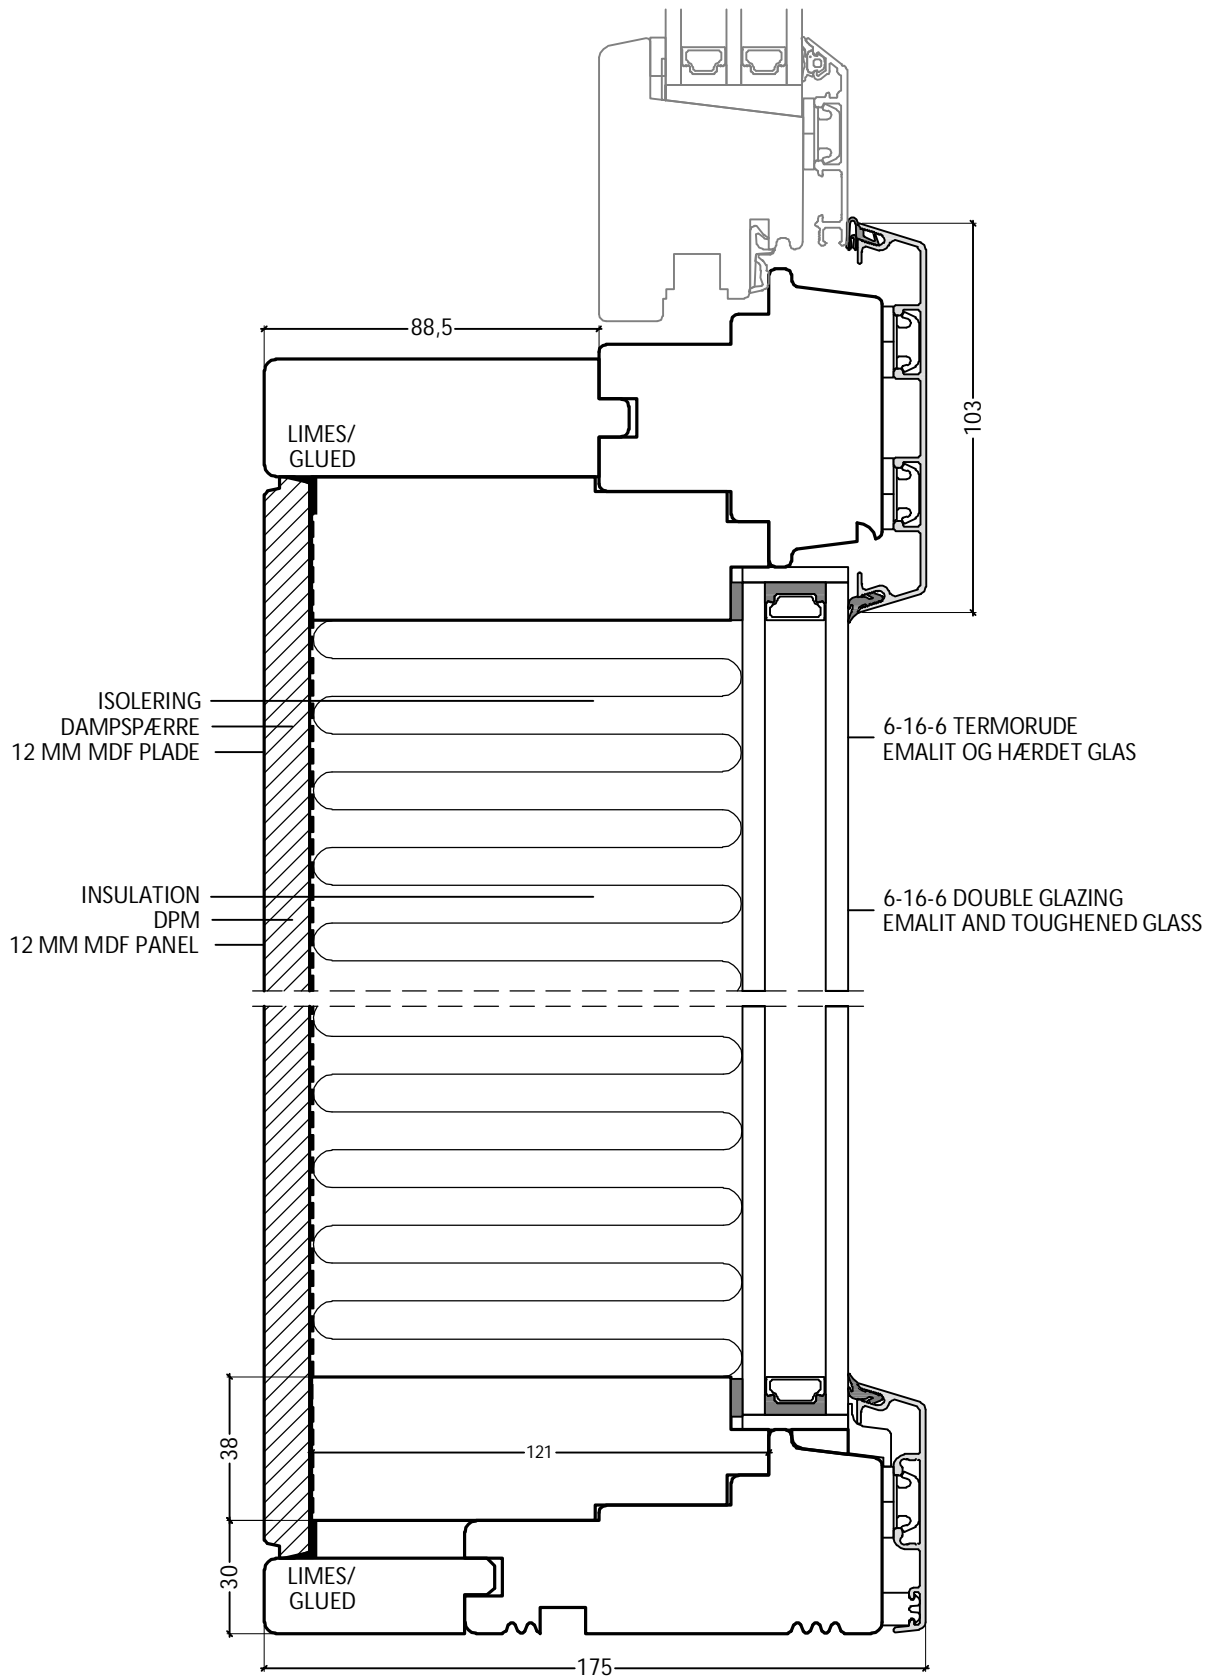 88,5
103
LIMES/
GLUED
ISOLERING
DAMPSPÆRRE
12 MM MDF PLADE
6-16-6 TERMORUDE
EMALIT OG HÆRDET GLAS
INSULATION
DPM
12 MM MDF PANEL
6-16-6 DOUBLE GLAZING
EMALIT AND TOUGHENED GLASS
38
121
30
LIMES/
GLUED
175